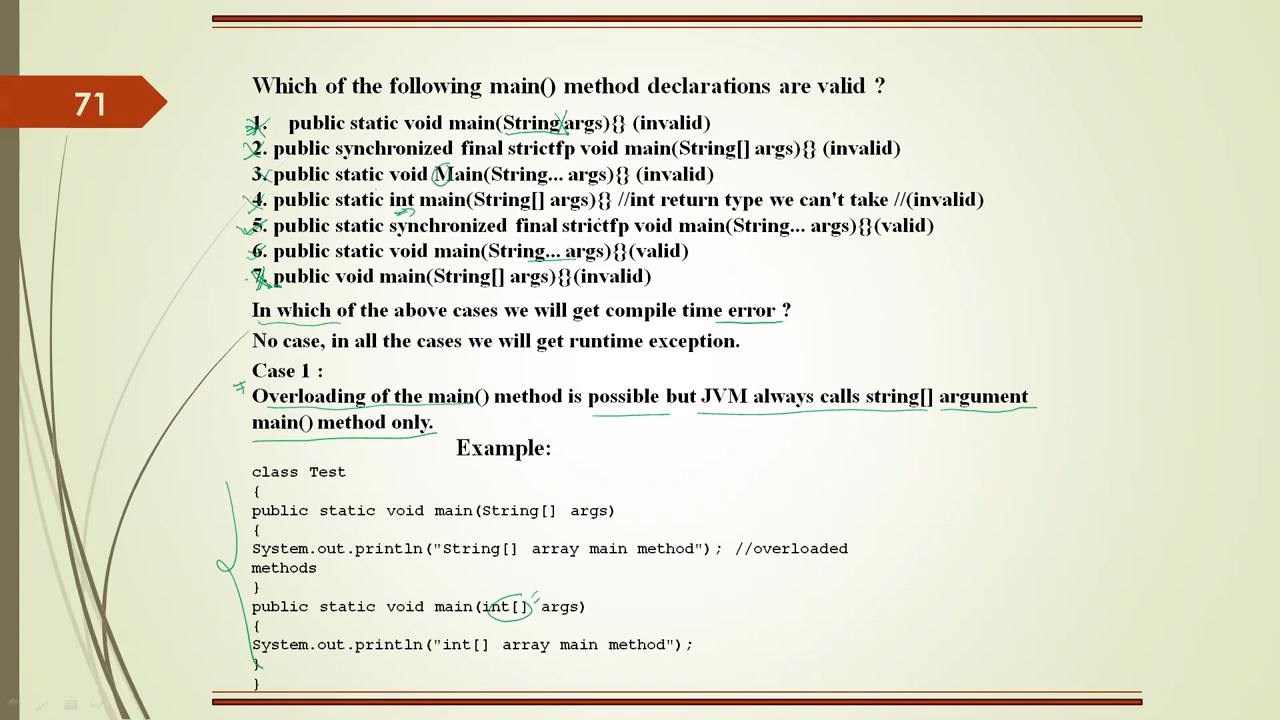 71
Which of the following main() method declarations are valid ?
1. public static void main(String args){} (invalid)
2. public synchronized final strictfp void main(String[] args){} (invalid)
3. public static void Main(String... args){} (invalid)
4. public static int main(String[] args){} //int return type we can't take //(invalid)
5. public static synchronized final strictfp void main(String... args){}(valid)
6. public static void main(String... args){}(valid)
7. public void main(String[] args){}(invalid)
In which of the above cases we will get compile time error ?
No case, in all the cases we will get runtime exception.
Case 1 :
Overloading of the main() method is possible but JVM always calls string[] argument
main() method only.
Example:
class Test
{
public static void main(String[] args)
{
System.out.println("String[] array main method"); //overloaded
methods
}
public static void main(int[] args)
{
System.out.println("int[] array main method");
}
}